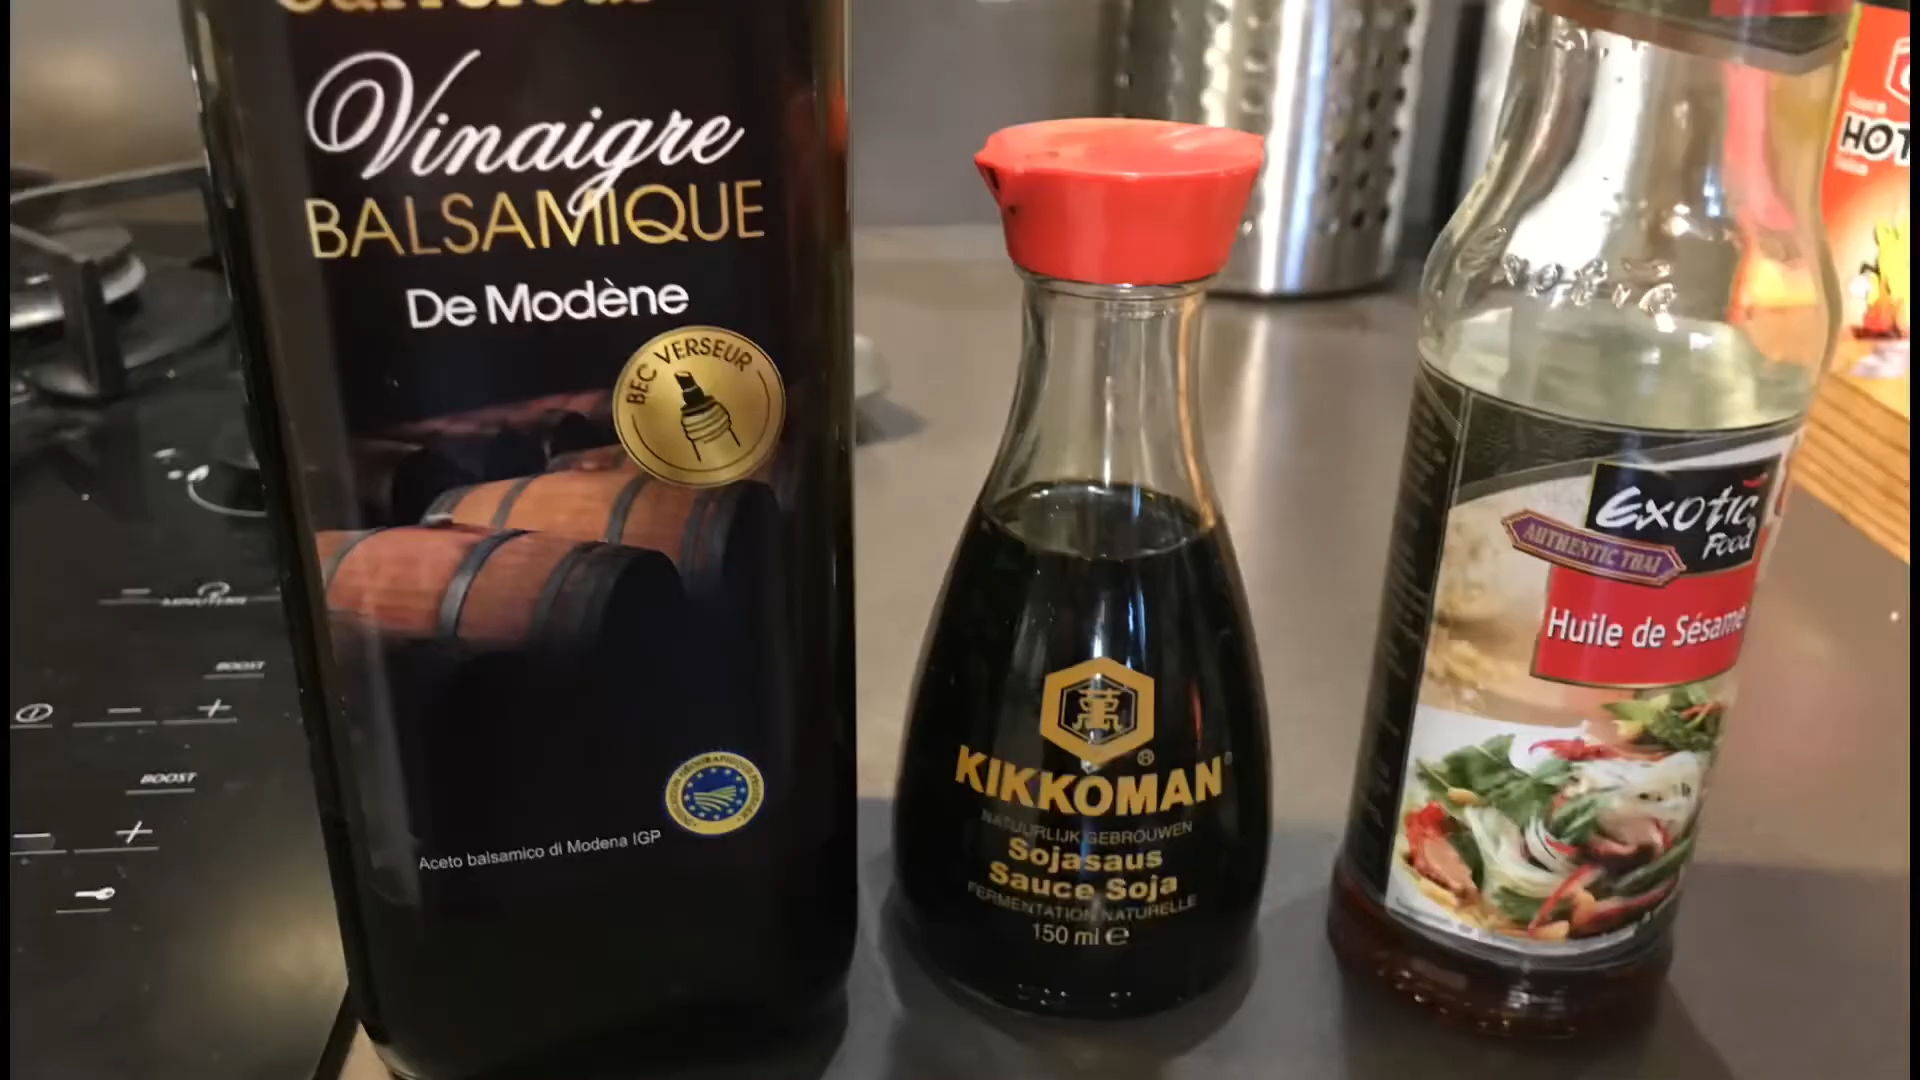 Vinaigre
BALSAMIQUE
De Modène
BEC VERSEUR
Aceto balsamico di Modena IGP
KIKKOMAN
NATUURLIJK GEBROUWEN
Sojasaus
Sauce Soja
FERMENTATION NATURELLE
150 ml ℮
Exotic
Food
AUTHENTIC THAI
Huile de Sésame
HOT
BOOST
BOOST